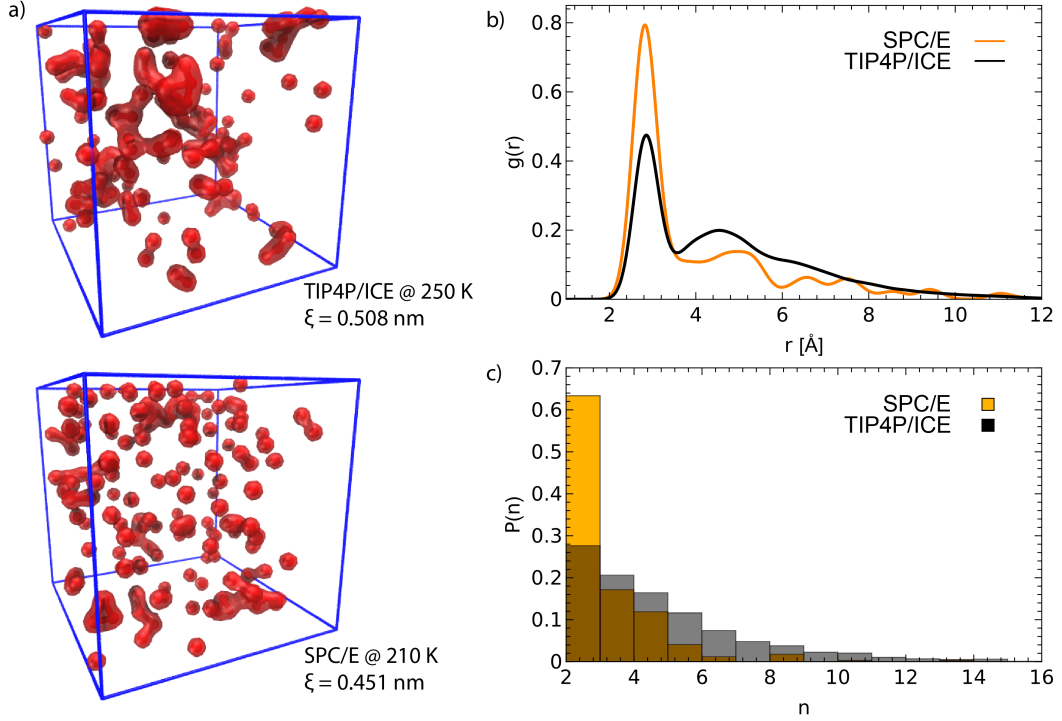 a)
TIP4P/ICE @ 250 K
ξ = 0.508 nm
SPC/E @ 210 K
ξ = 0.451 nm
b)
SPC/E
TIP4P/ICE
g(r)
0.8
0.6
0.4
0.2
0
2 4 6 8 10 12
r [Å]
c)
SPC/E
TIP4P/ICE
P(n)
0.7
0.6
0.5
0.4
0.3
0.2
0.1
0
2 4 6 8 10 12 14 16
n